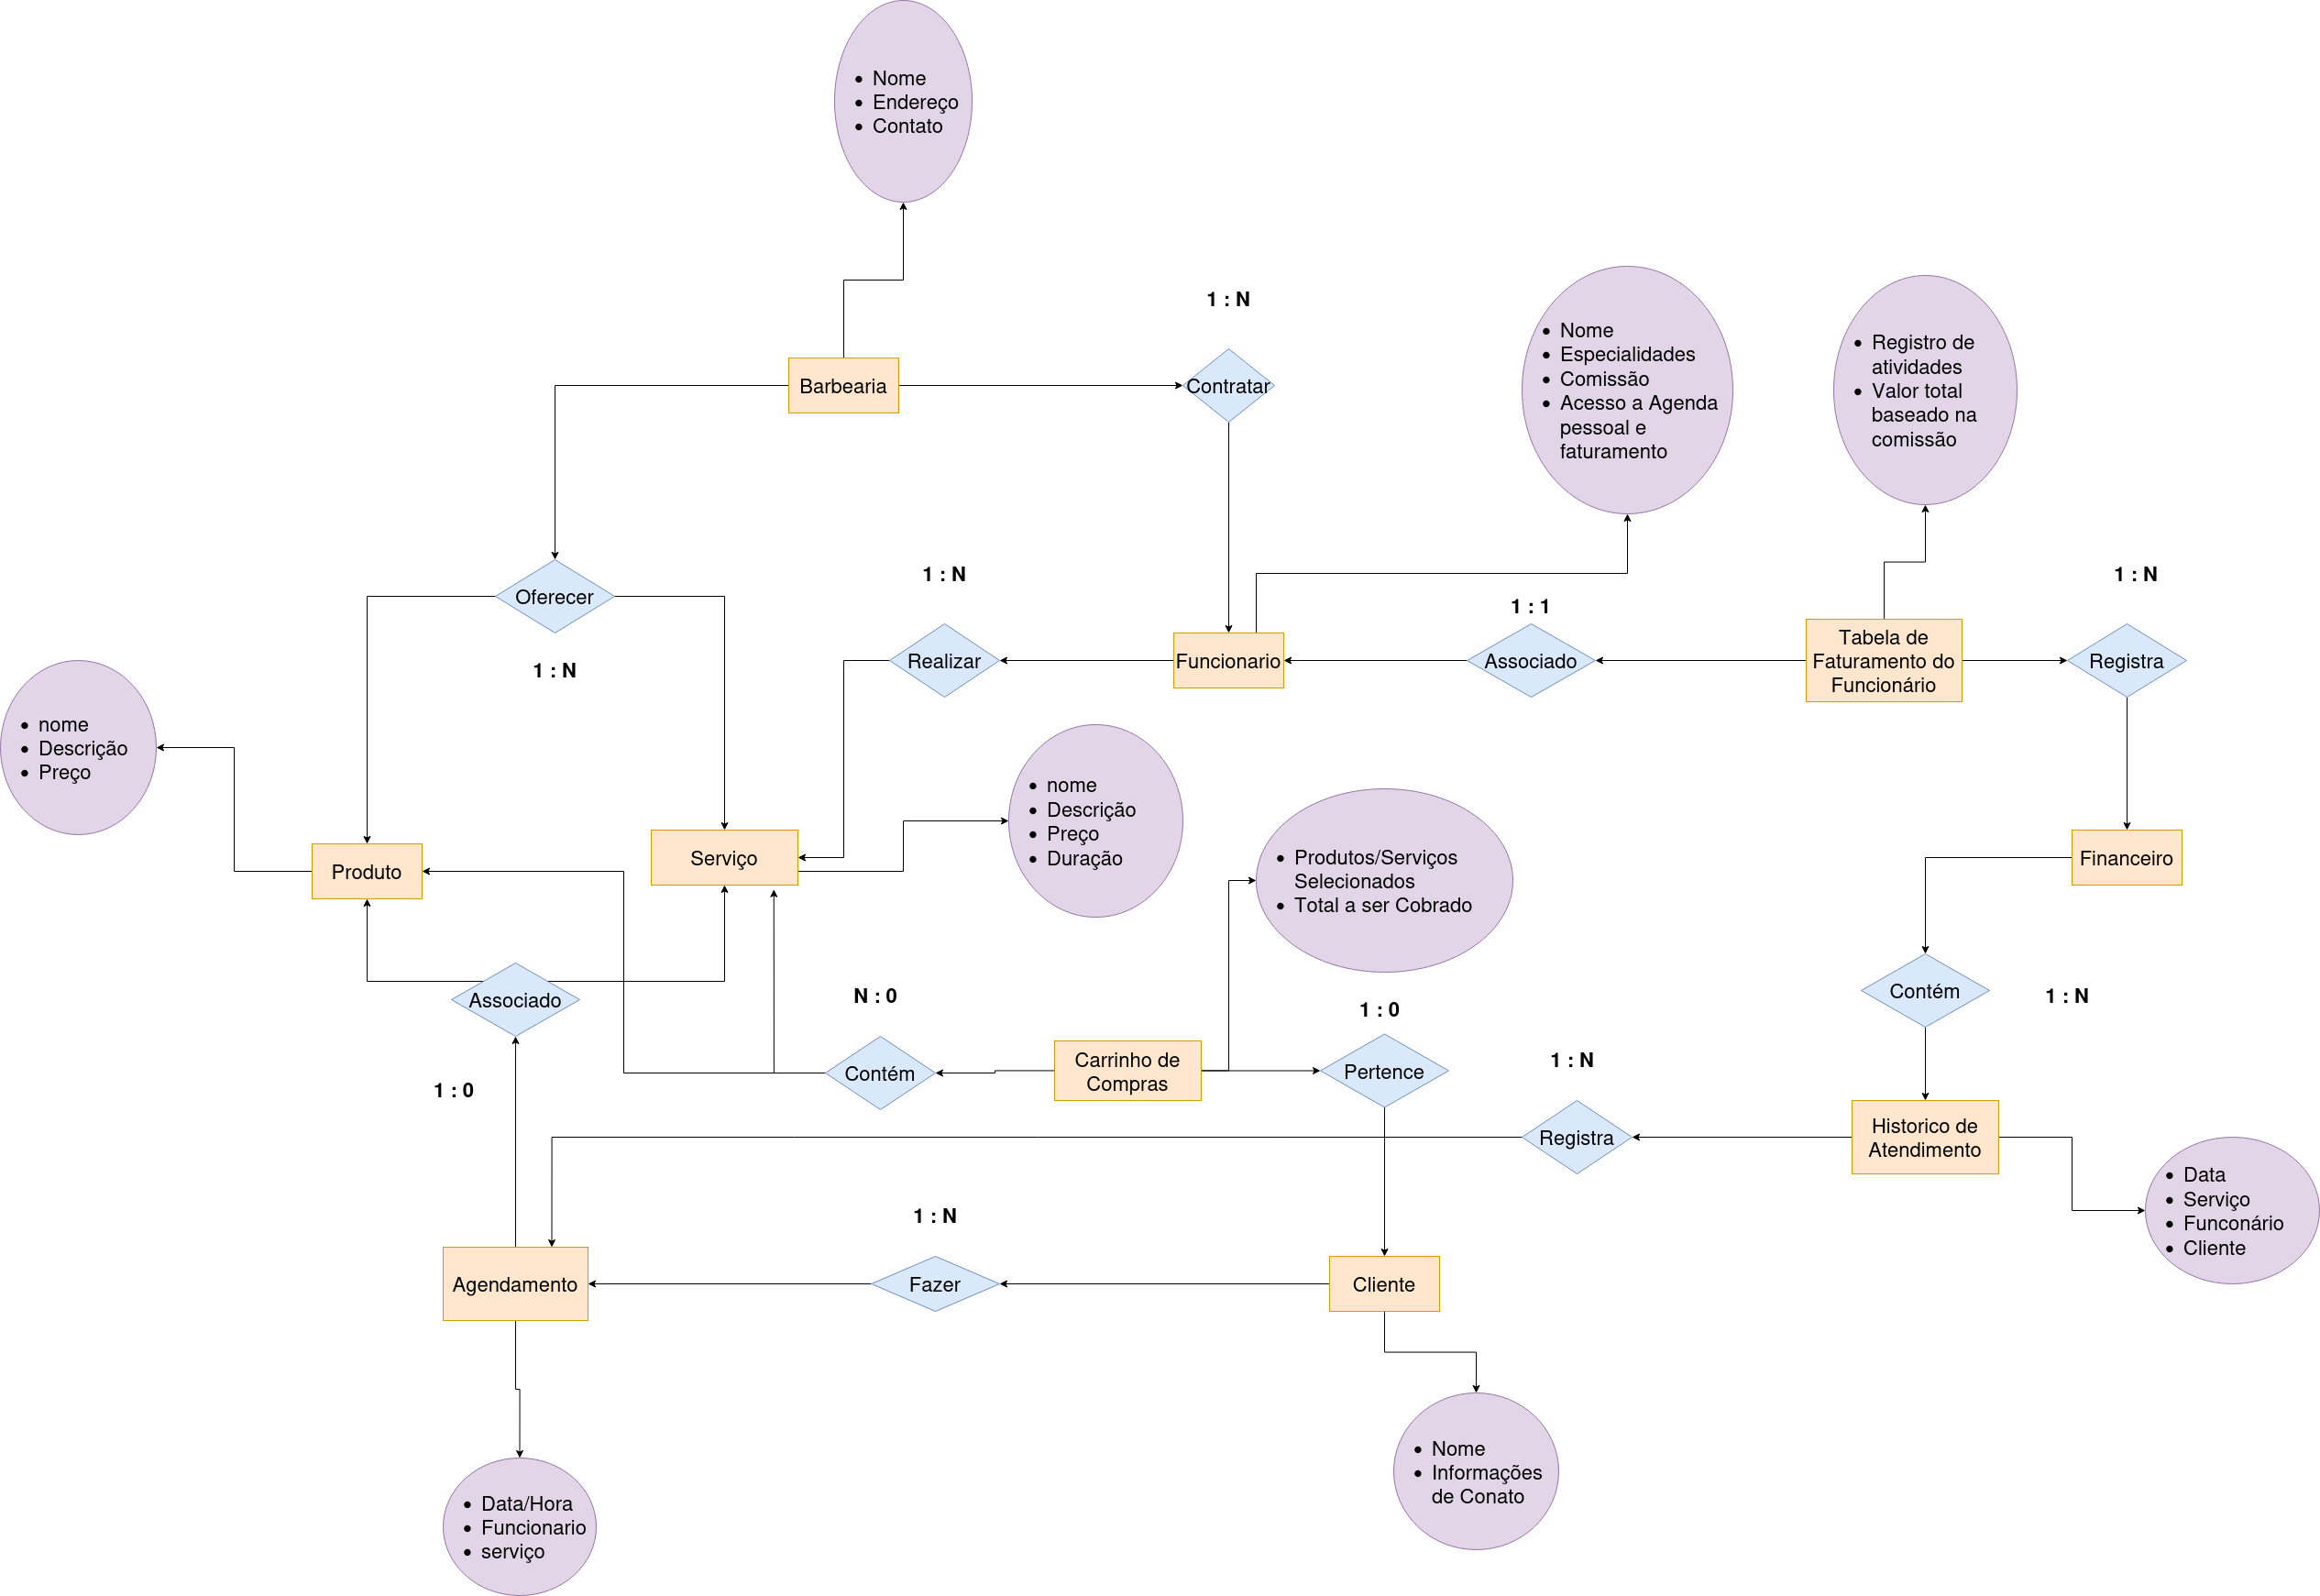 Nome
Endereço
Contato
1 : N
Barbearia
Contratar
Nome
Especialidades
Comissão
Acesso a Agenda
pessoal e
faturamento
Registro de
atividades
Valor total
baseado na
comissão
Oferecer
1 : N
1 : N
Realizar
Funcionario
1 : 1
Associado
Tabela de
Faturamento do
Funcionário
1 : N
Registra
nome
Descrição
Preço
Produto
Serviço
nome
Descrição
Preço
Duração
Produtos/Serviços
Selecionados
Total a ser Cobrado
Financeiro
Associado
1 : 0
N : 0
Contém
Carrinho de
Compras
1 : 0
Pertence
Contém
1 : N
1 : N
Registra
Historico de
Atendimento
Data
Serviço
Funconário
Cliente
Agendamento
1 : N
Fazer
Cliente
Nome
Informações
de Conato
Data/Hora
Funcionario
serviço